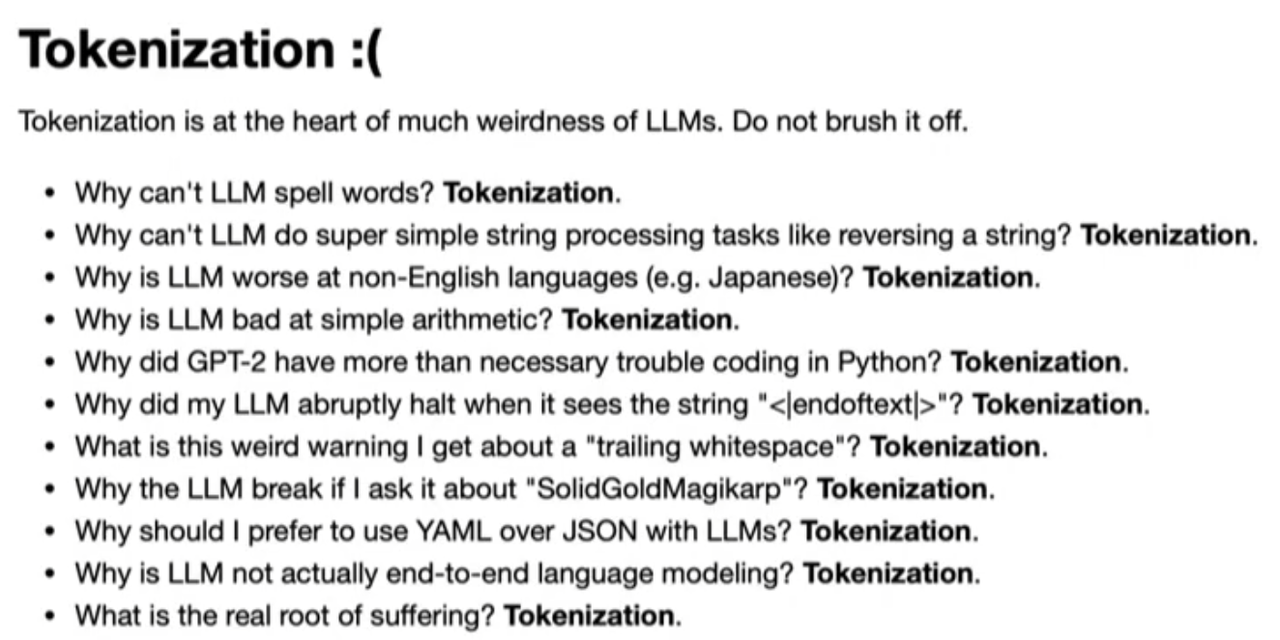 Tokenization :(
Tokenization is at the heart of much weirdness of LLMs. Do not brush it off.
• Why can't LLM spell words? Tokenization.
• Why can't LLM do super simple string processing tasks like reversing a string? Tokenization.
• Why is LLM worse at non-English languages (e.g. Japanese)? Tokenization.
• Why is LLM bad at simple arithmetic? Tokenization.
• Why did GPT-2 have more than necessary trouble coding in Python? Tokenization.
• Why did my LLM abruptly halt when it sees the string "<|endoftext|>"? Tokenization.
• What is this weird warning I get about a "trailing whitespace"? Tokenization.
• Why the LLM break if I ask it about "SolidGoldMagikarp"? Tokenization.
• Why should I prefer to use YAML over JSON with LLMs? Tokenization.
• Why is LLM not actually end-to-end language modeling? Tokenization.
• What is the real root of suffering? Tokenization.